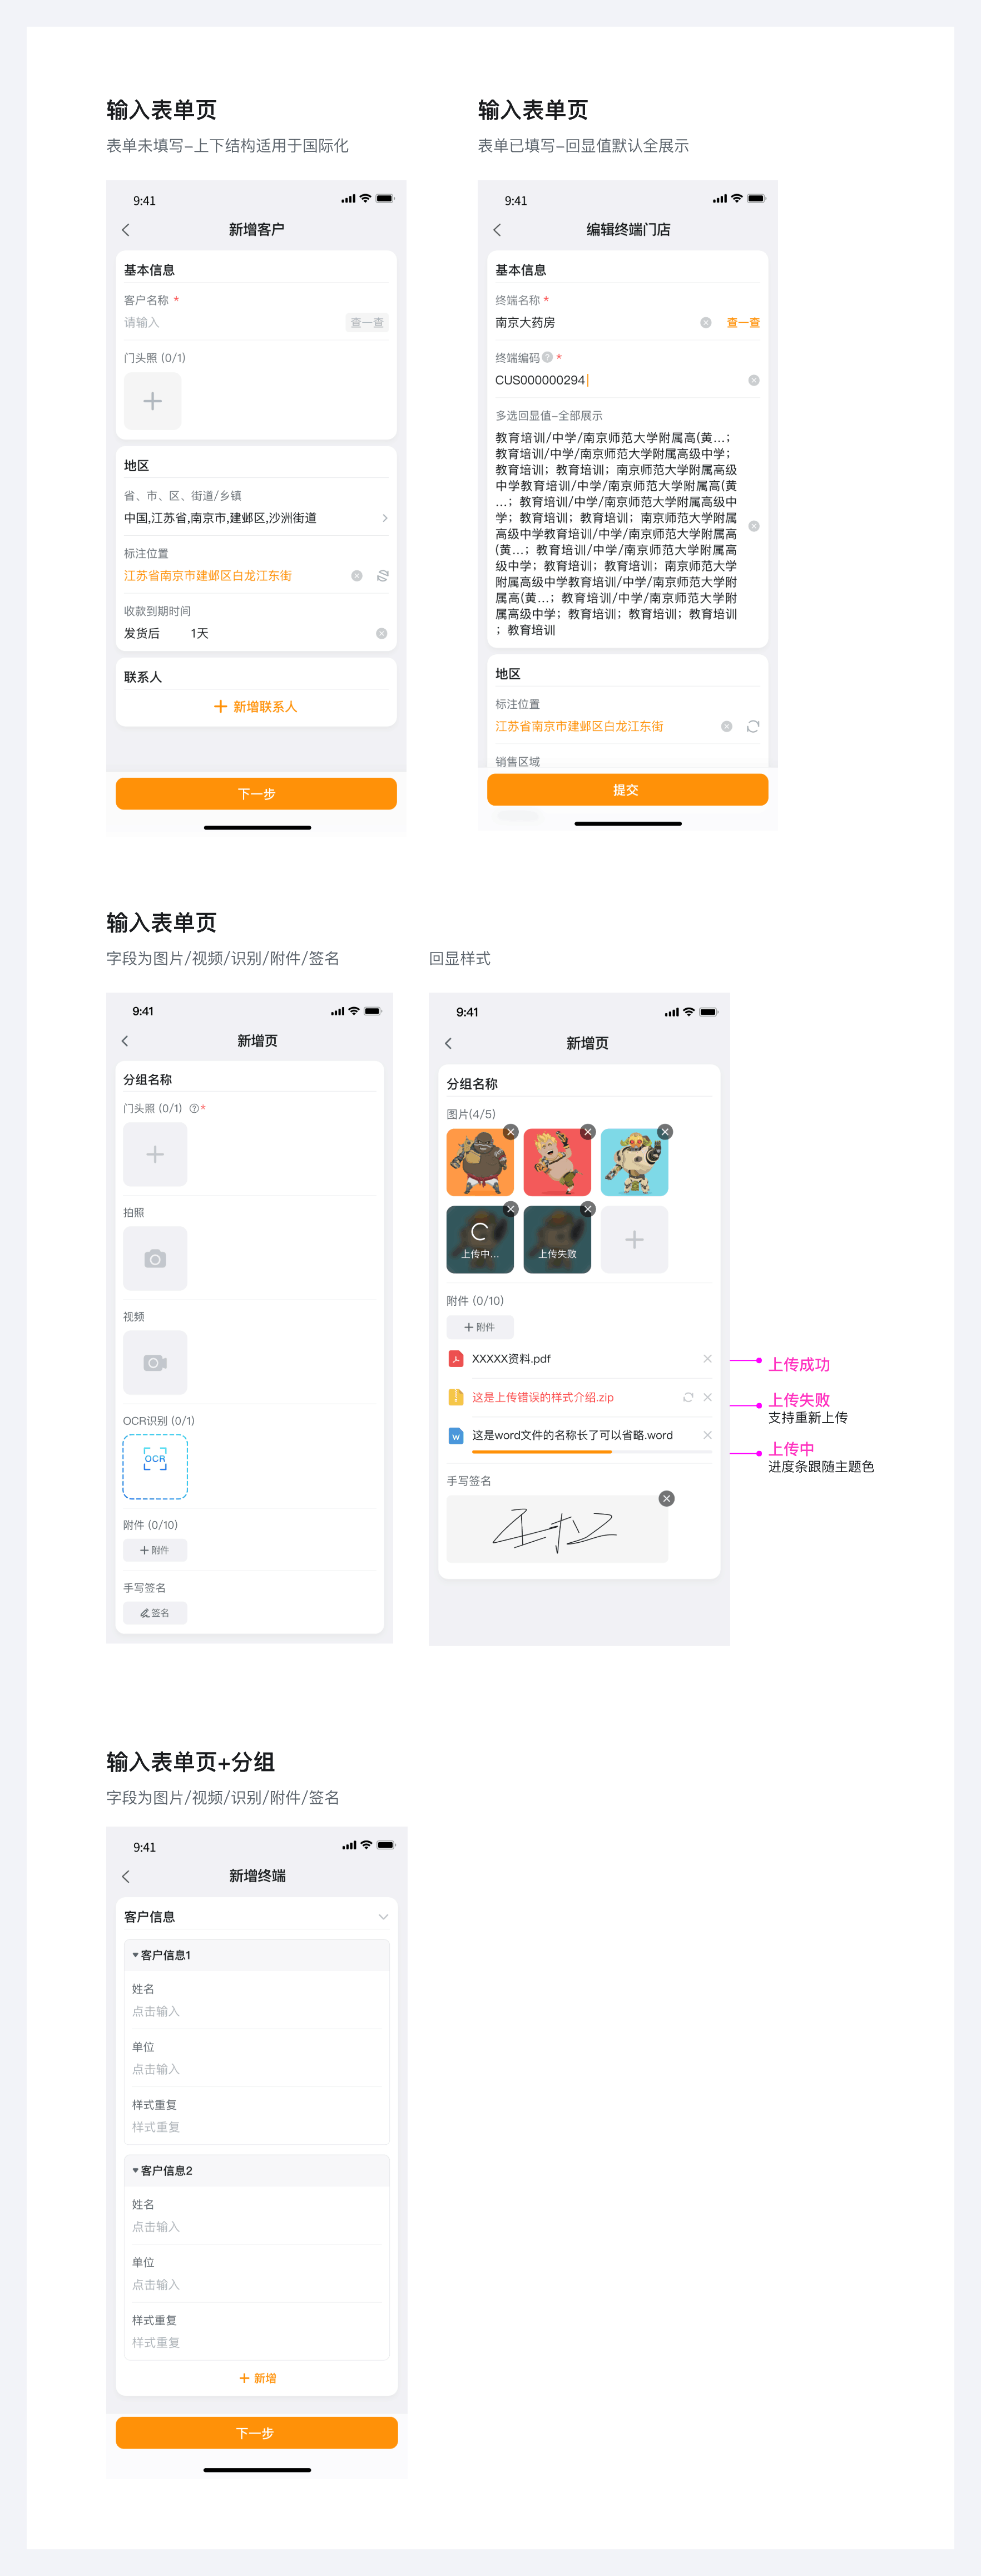 输入表单页
表单未填写-上下结构适用于国际化
9:41
新增客户
基本信息
客户名称 *
请输入 查一查
门头照 (0/1)
地区
省、市、区、街道/乡镇
中国,江苏省,南京市,建邺区,沙洲街道
标注位置
江苏省南京市建邺区白龙江东街
收款到期时间
发货后 1天
联系人
新增联系人
下一步
输入表单页
表单已填写-回显值默认全展示
9:41
编辑终端门店
基本信息
终端名称 *
南京大药房 查一查
终端编码 ? *
CUS000000294
多选回显值-全部展示
教育培训/中学/南京师范大学附属高(黄...;
教育培训/中学/南京师范大学附属高级中学;
教育培训; 教育培训; 南京师范大学附属高级
中学教育培训/中学/南京师范大学附属高(黄
...; 教育培训/中学/南京师范大学附属高级中
学; 教育培训; 教育培训; 南京师范大学附属
高级中学教育培训/中学/南京师范大学附属高
(黄...; 教育培训/中学/南京师范大学附属高
级中学; 教育培训; 教育培训; 南京师范大学
附属高级中学教育培训/中学/南京师范大学附
属高(黄...; 教育培训/中学/南京师范大学附
属高级中学; 教育培训; 教育培训; 教育培训
; 教育培训
地区
标注位置
江苏省南京市建邺区白龙江东街
销售区域
提交
输入表单页
字段为图片/视频/识别/附件/签名
9:41
新增页
分组名称
门头照 (0/1) ? *
拍照
视频
OCR识别 (0/1)
OCR
附件 (0/10)
附件
手写签名
签名
回显样式
9:41
新增页
分组名称
图片(4/5)
上传中...
上传失败
附件 (0/10)
附件
XXXXX资料.pdf
这是上传错误的样式介绍.zip
W 这是word文件的名称长了可以省略.word
手写签名
上传成功
上传失败
支持重新上传
上传中
进度条跟随主题色
输入表单页+分组
字段为图片/视频/识别/附件/签名
9:41
新增终端
客户信息
客户信息1
姓名
点击输入
单位
点击输入
样式重复
样式重复
客户信息2
姓名
点击输入
单位
点击输入
样式重复
样式重复
新增
下一步